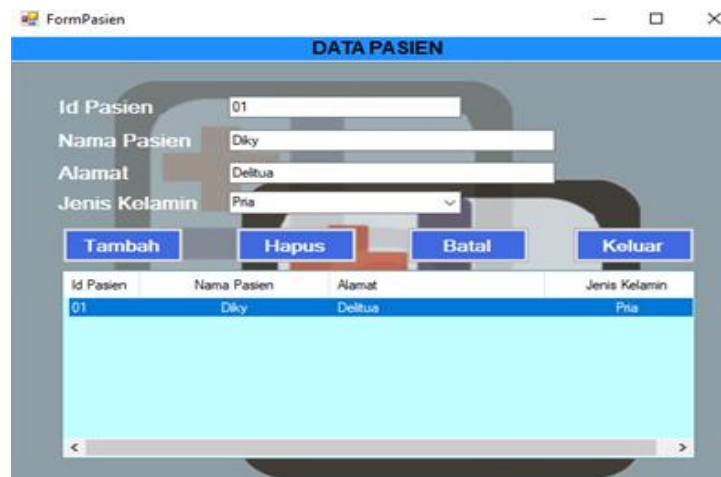 FormPasien
DATA PASIEN
Id Pasien 01
Nama Pasien Diky
Alamat Delitua
Jenis Kelamin Pria
Tambah Hapus Batal Keluar
Id Pasien Nama Pasien Alamat Jenis Kelamin
01 Diky Delitua Pria